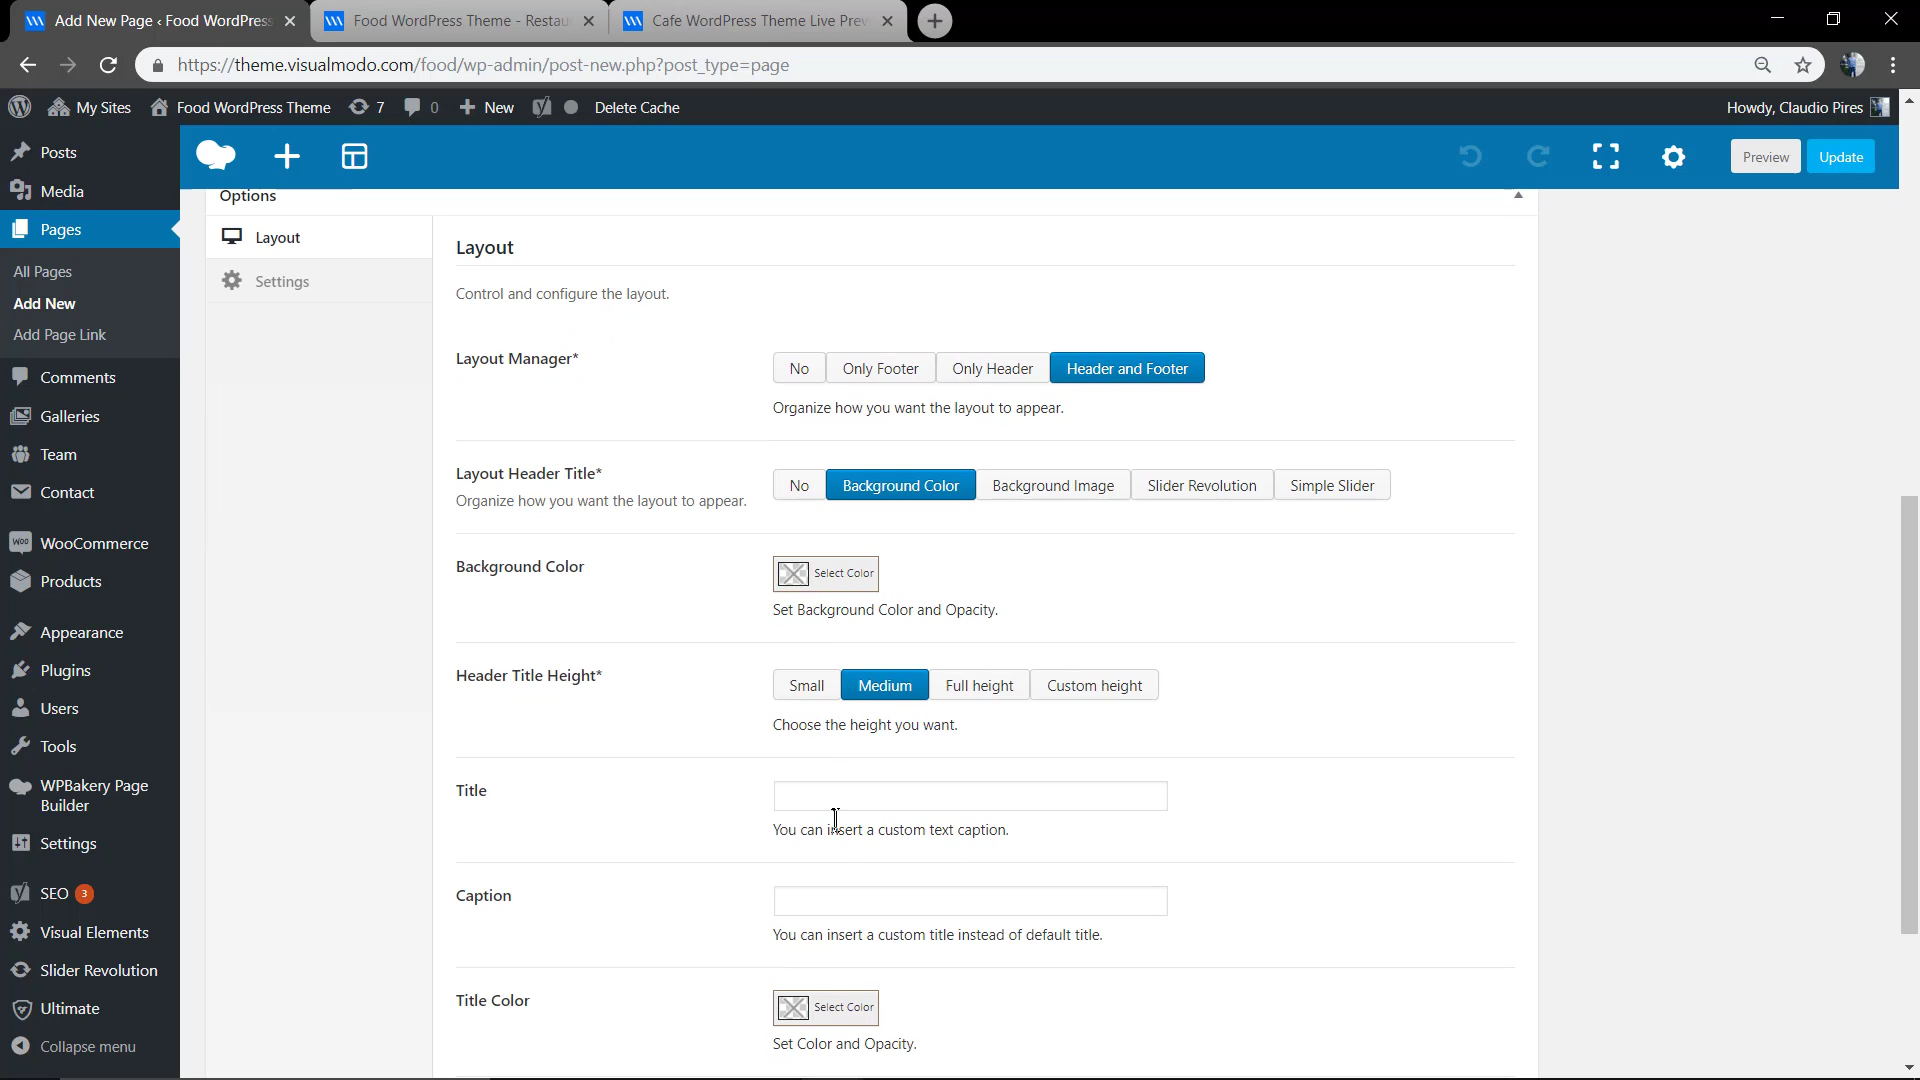 Add New Page ‹ Food WordPress
Food WordPress Theme - Restau
Cafe WordPress Theme Live Prev
https://theme.visualmodo.com/food/wp-admin/post-new.php?post_type=page
My Sites
Food WordPress Theme
7
0
New
Delete Cache
Howdy, Claudio Pires
Preview
Update
Posts
Media
Pages
All Pages
Add New
Add Page Link
Comments
Galleries
Team
Contact
Woo
WooCommerce
Products
Appearance
Plugins
Users
Tools
WPBakery Page
Builder
Settings
SEO 3
Visual Elements
Slider Revolution
Ultimate
Collapse menu
Options
Layout
Settings
Layout
Control and configure the layout.
Layout Manager*
No
Only Footer
Only Header
Header and Footer
Organize how you want the layout to appear.
Layout Header Title*
Organize how you want the layout to appear.
No
Background Color
Background Image
Slider Revolution
Simple Slider
Background Color
Select Color
Set Background Color and Opacity.
Header Title Height*
Small
Medium
Full height
Custom height
Choose the height you want.
Title
You can insert a custom text caption.
Caption
You can insert a custom title instead of default title.
Title Color
Select Color
Set Color and Opacity.